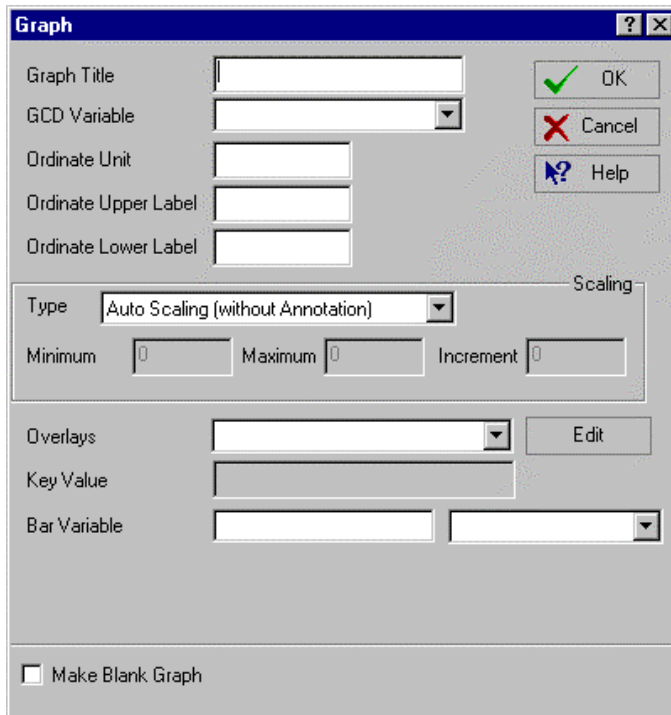 Graph
Graph Title
OK
GCD Variable
Cancel
Ordinate Unit
Help
Ordinate Upper Label
Ordinate Lower Label
Scaling
Type Auto Scaling (without Annotation)
Minimum 0 Maximum 0 Increment 0
Overlays Edit
Key Value
Bar Variable
Make Blank Graph